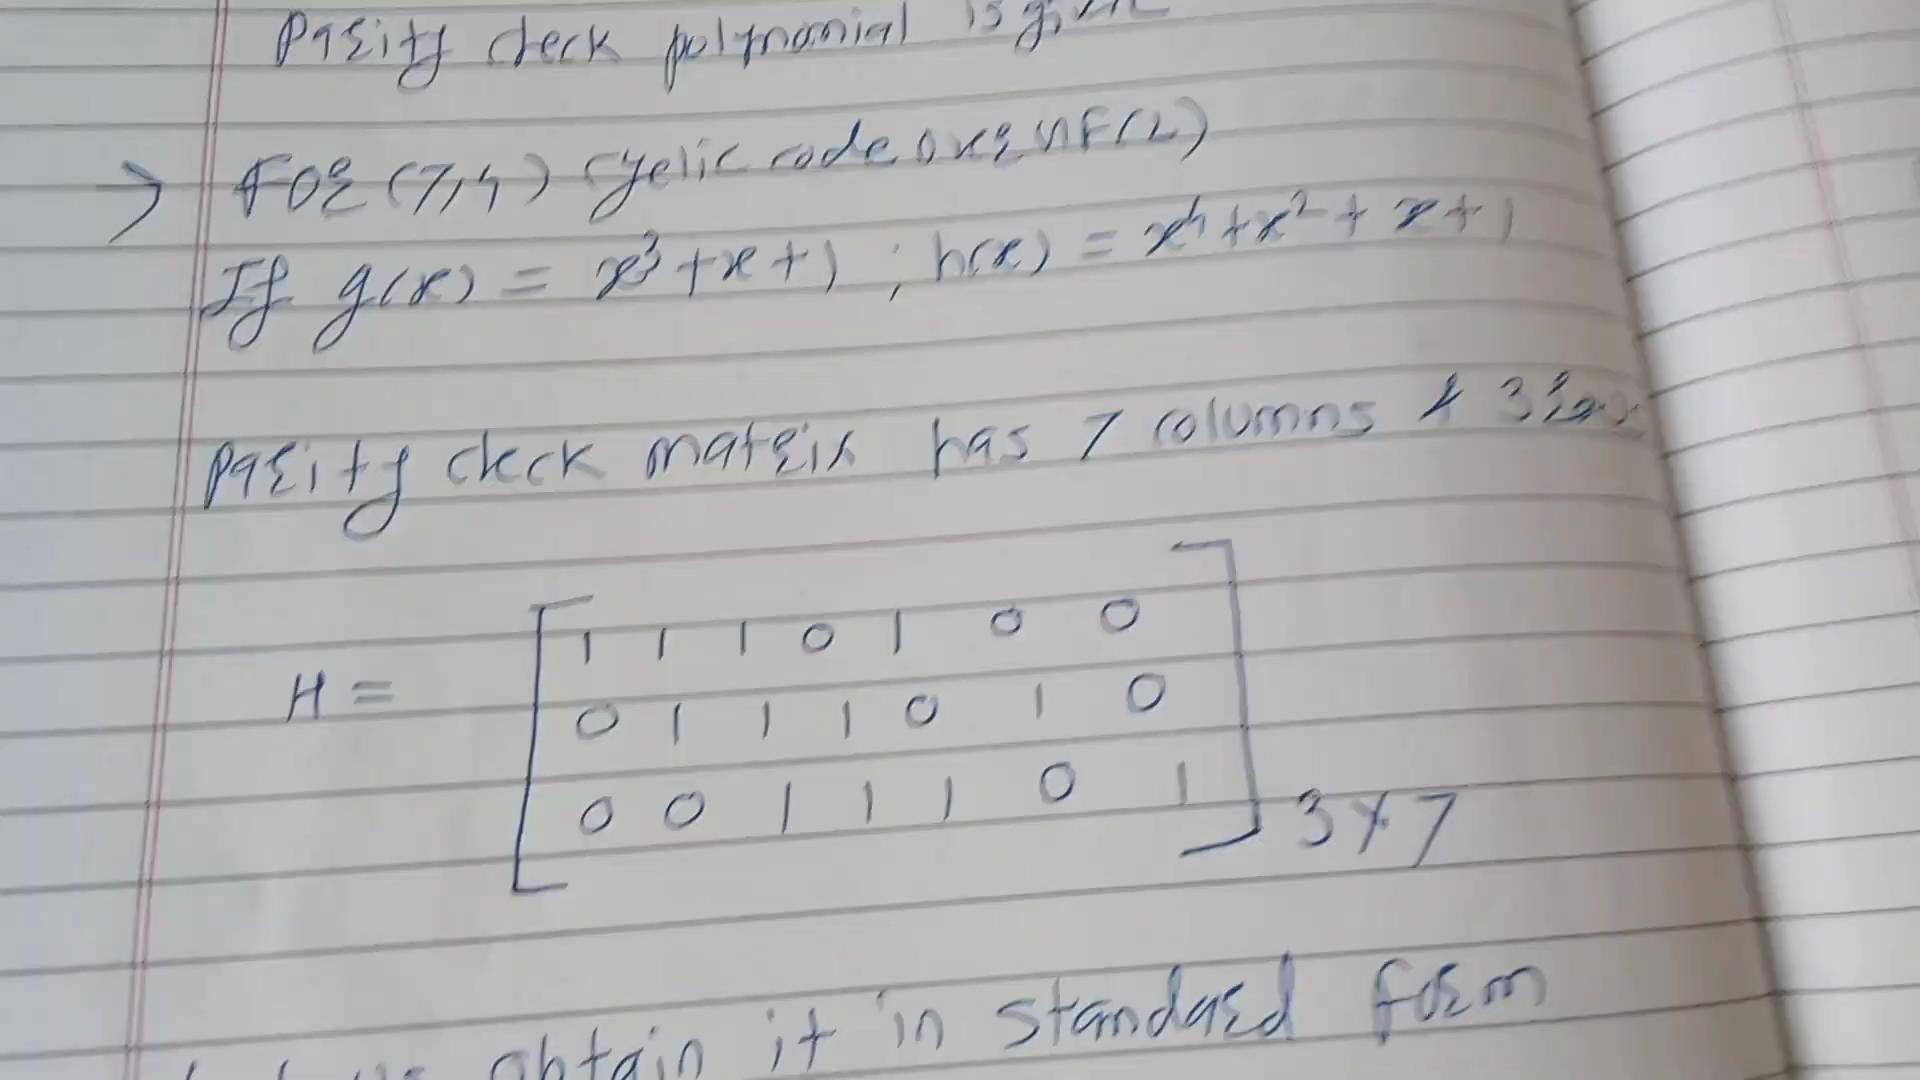 Parity check polynomial is given
→ For (7,4) cyclic code over GF(2)
If g(x) = x³ + x + 1 ; h(x) = x⁴ + x² + x + 1
Parity check matrix has 7 columns & 3 rows
1 1 1 0 1 0 0
H = 0 1 1 1 0 1 0
0 0 1 1 1 0 1 3×7
obtain it in standard form